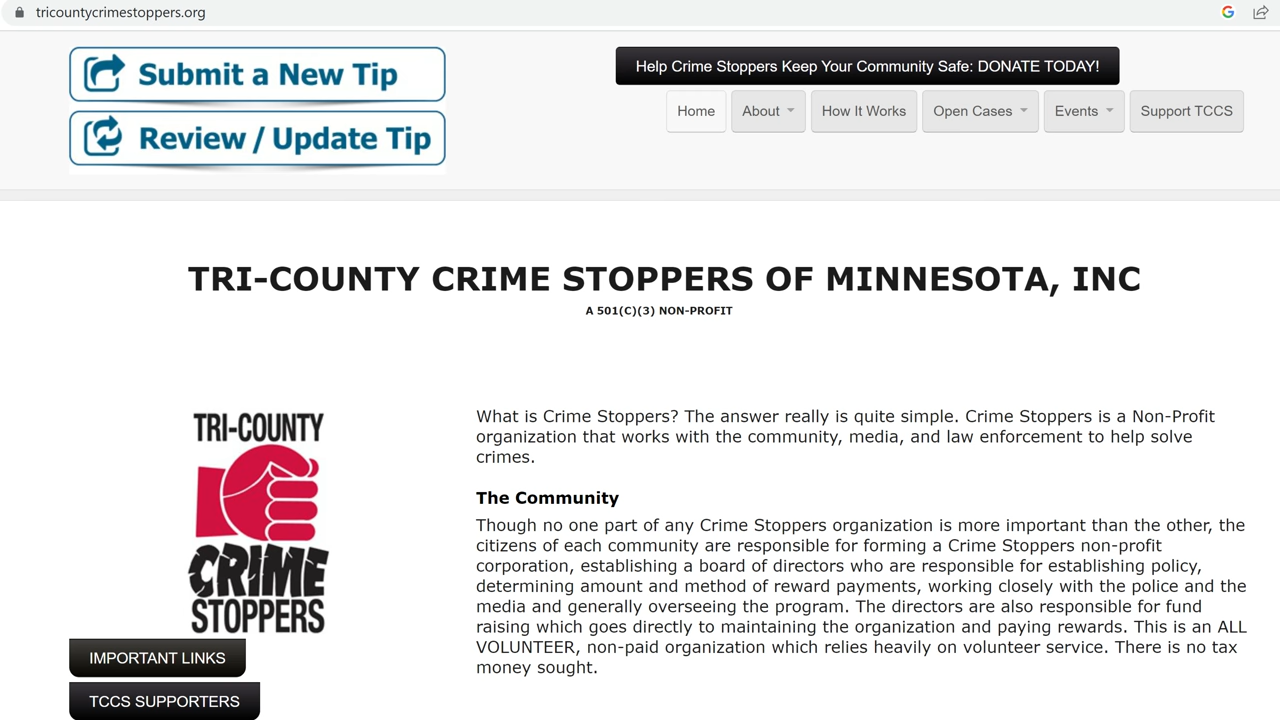 tricountycrimestoppers.org
Submit a New Tip
Review / Update Tip
Help Crime Stoppers Keep Your Community Safe: DONATE TODAY!
Home
About
How It Works
Open Cases
Events
Support TCCS
TRI-COUNTY CRIME STOPPERS OF MINNESOTA, INC
A 501(C)(3) NON-PROFIT
TRI-COUNTY
CRIME
STOPPERS
IMPORTANT LINKS
TCCS SUPPORTERS
What is Crime Stoppers? The answer really is quite simple. Crime Stoppers is a Non-Profit
organization that works with the community, media, and law enforcement to help solve
crimes.
The Community
Though no one part of any Crime Stoppers organization is more important than the other, the
citizens of each community are responsible for forming a Crime Stoppers non-profit
corporation, establishing a board of directors who are responsible for establishing policy,
determining amount and method of reward payments, working closely with the police and the
media and generally overseeing the program. The directors are also responsible for fund
raising which goes directly to maintaining the organization and paying rewards. This is an ALL
VOLUNTEER, non-paid organization which relies heavily on volunteer service. There is no tax
money sought.